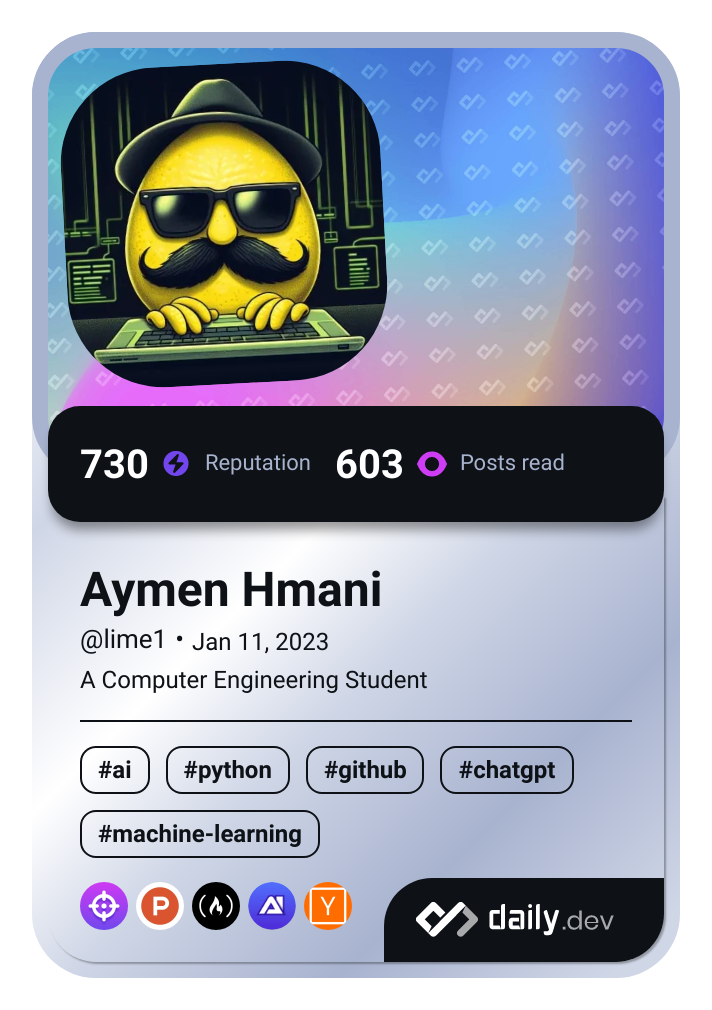 730 Reputation 603 Posts read
Aymen Hmani
@lime1 • Jan 11, 2023
A Computer Engineering Student
#ai #python #github #chatgpt
#machine-learning
P Y daily.dev